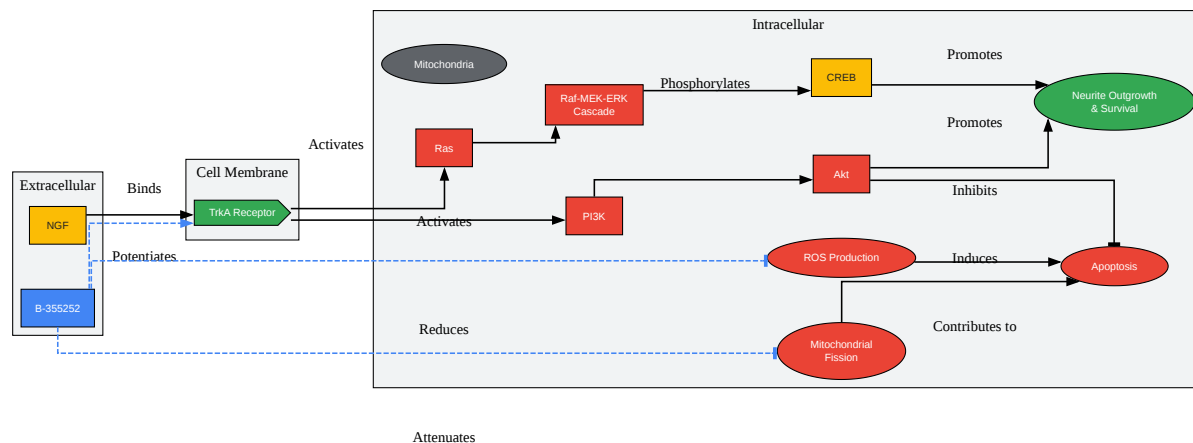 Intracellular
Mitochondria
Promotes
CREB
Phosphorylates
Raf-MEK-ERK
Cascade
Neurite Outgrowth
& Survival
Promotes
Activates
Ras
Cell Membrane
Akt
Extracellular
Binds
Inhibits
TrkA Receptor
NGF
Activates
PI3K
Potentiates
ROS Production
Induces
Apoptosis
B-355252
Reduces
Contributes to
Mitochondrial
Fission
Attenuates